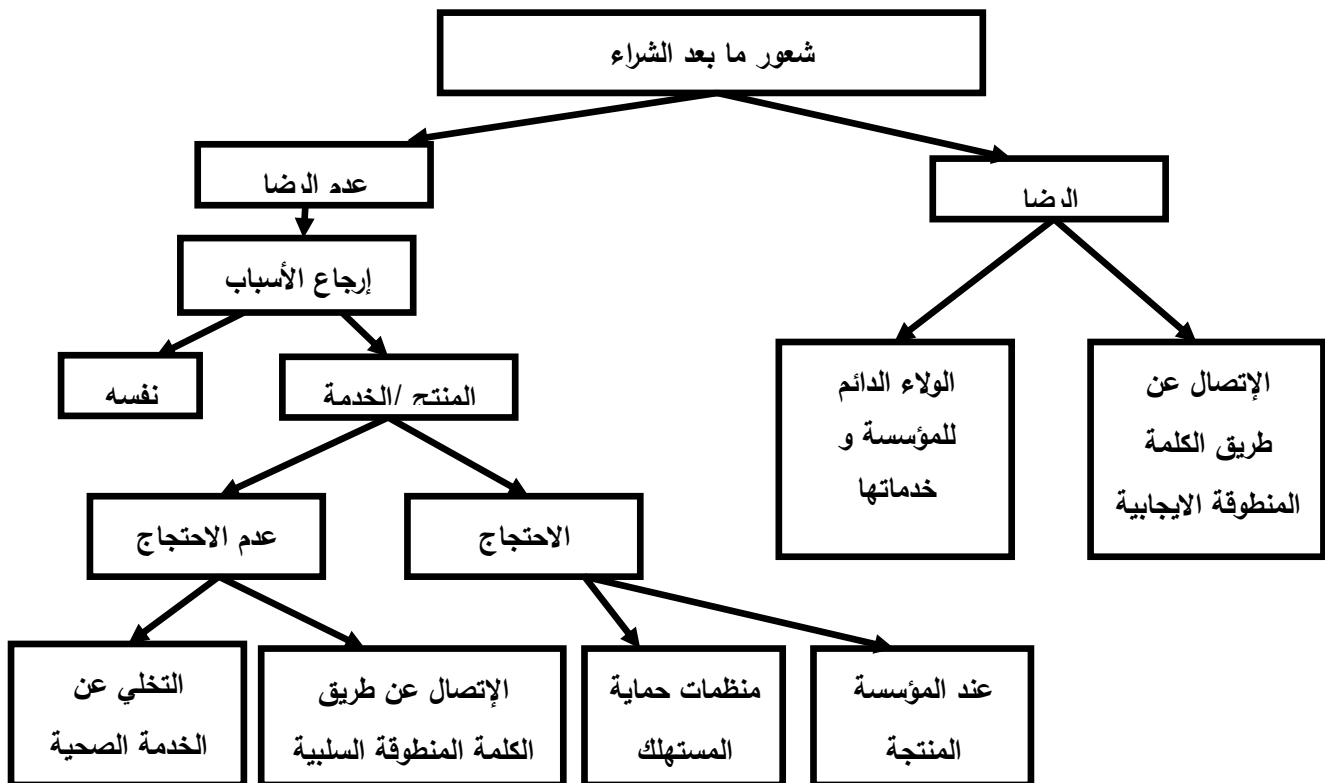 شعور ما بعد الشراء
الرضا
عدم الرضا
إرجاع الأسباب
الإتصال عن
طريق الكلمة
المنطوقة الايجابية
الولاء الدائم
للمؤسسة و
خدماتها
المنتج /الخدمة
نفسه
الاحتجاج
عدم الاحتجاج
عند المؤسسة
المنتجة
منظمات حماية
المستهلك
الإتصال عن طريق
الكلمة المنطوقة السلبية
التخلي عن
الخدمة الصحية